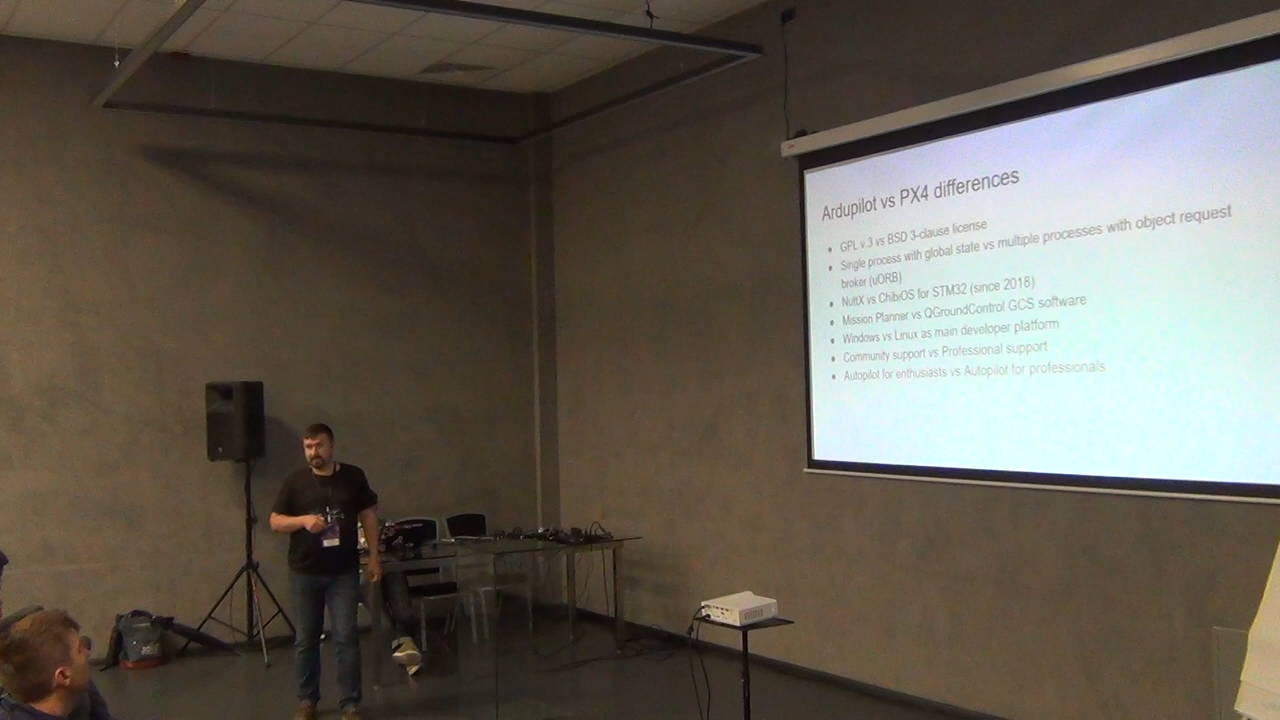 Ardupilot vs PX4 differences
GPL v.3 vs BSD 3-clause license
Single process with global state vs multiple processes with object request
broker (uORB)
NuttX vs ChibiOS for STM32 (since 2018)
Mission Planner vs QGroundControl GCS software
Windows vs Linux as main developer platform
Community support vs Professional support
Autopilot for enthusiasts vs Autopilot for professionals